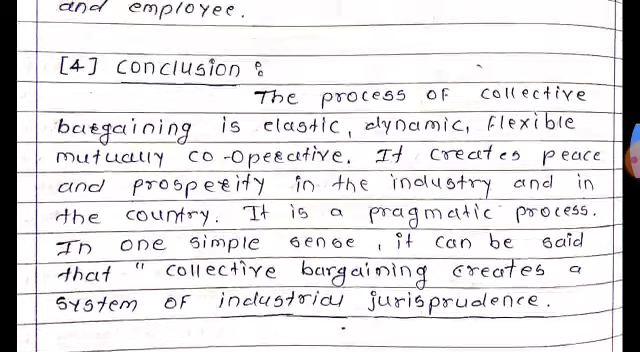 and employee.
[4] conclusion :
The process of collective
bargaining is elastic, dynamic, flexible
mutually co-operative. It creates peace
and prosperity in the industry and in
the country. It is a pragmatic process.
In one simple sense, it can be said
that " collective bargaining creates a
system of industrial jurisprudence.